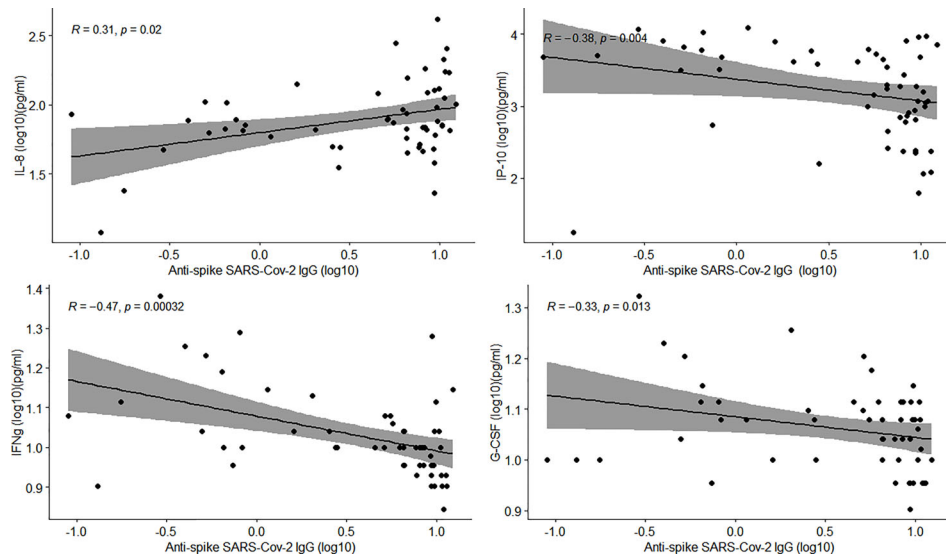 R = 0.31, p = 0.02
2.5
2.0
1.5
IL-8 (log10)(pg/ml)
-1.0 -0.5 0.0 0.5 1.0
Anti-spike SARS-Cov-2 IgG (log10)
R = −0.38, p = 0.004
4
3
2
IP-10 (log10)(pg/ml)
-1.0 -0.5 0.0 0.5 1.0
Anti-spike SARS-Cov-2 IgG (log10)
R = −0.47, p = 0.00032
1.4
1.3
1.2
1.1
1.0
0.9
IFNg (log10)(pg/ml)
-1.0 -0.5 0.0 0.5 1.0
Anti-spike SARS-Cov-2 IgG (log10)
R = −0.33, p = 0.013
1.3
1.2
1.1
1.0
0.9
G-CSF (log10)(pg/ml)
-1.0 -0.5 0.0 0.5 1.0
Anti-spike SARS-Cov-2 IgG (log10)